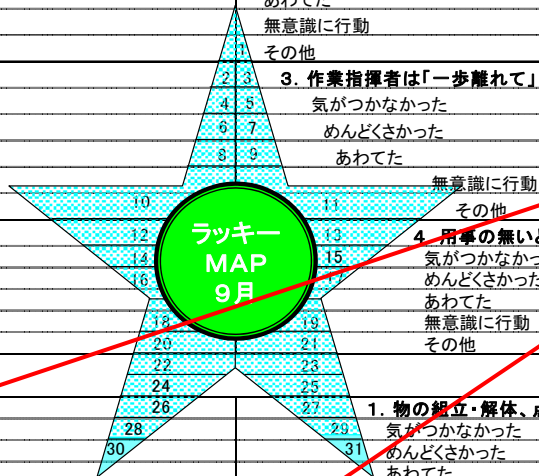 あわてた
無意識に行動
1 その他
2 3 3. 作業指揮者は「一歩離れて」
4 5 気がつかなかった
6 7 めんどくさかった
8 9 あわてた
無意識に行動
10 11 その他
12 13 4. 用事の無い
14 15 気がつかなかっ
16 17 めんどくさかった
あわてた
18 19 無意識に行動
20 21 その他
ラッキー
MAP
9月
22 23
24 25
26 27 1. 物の組立・解体、
28 29 気がつかなかった
30 31 めんどくさかった
あわてた